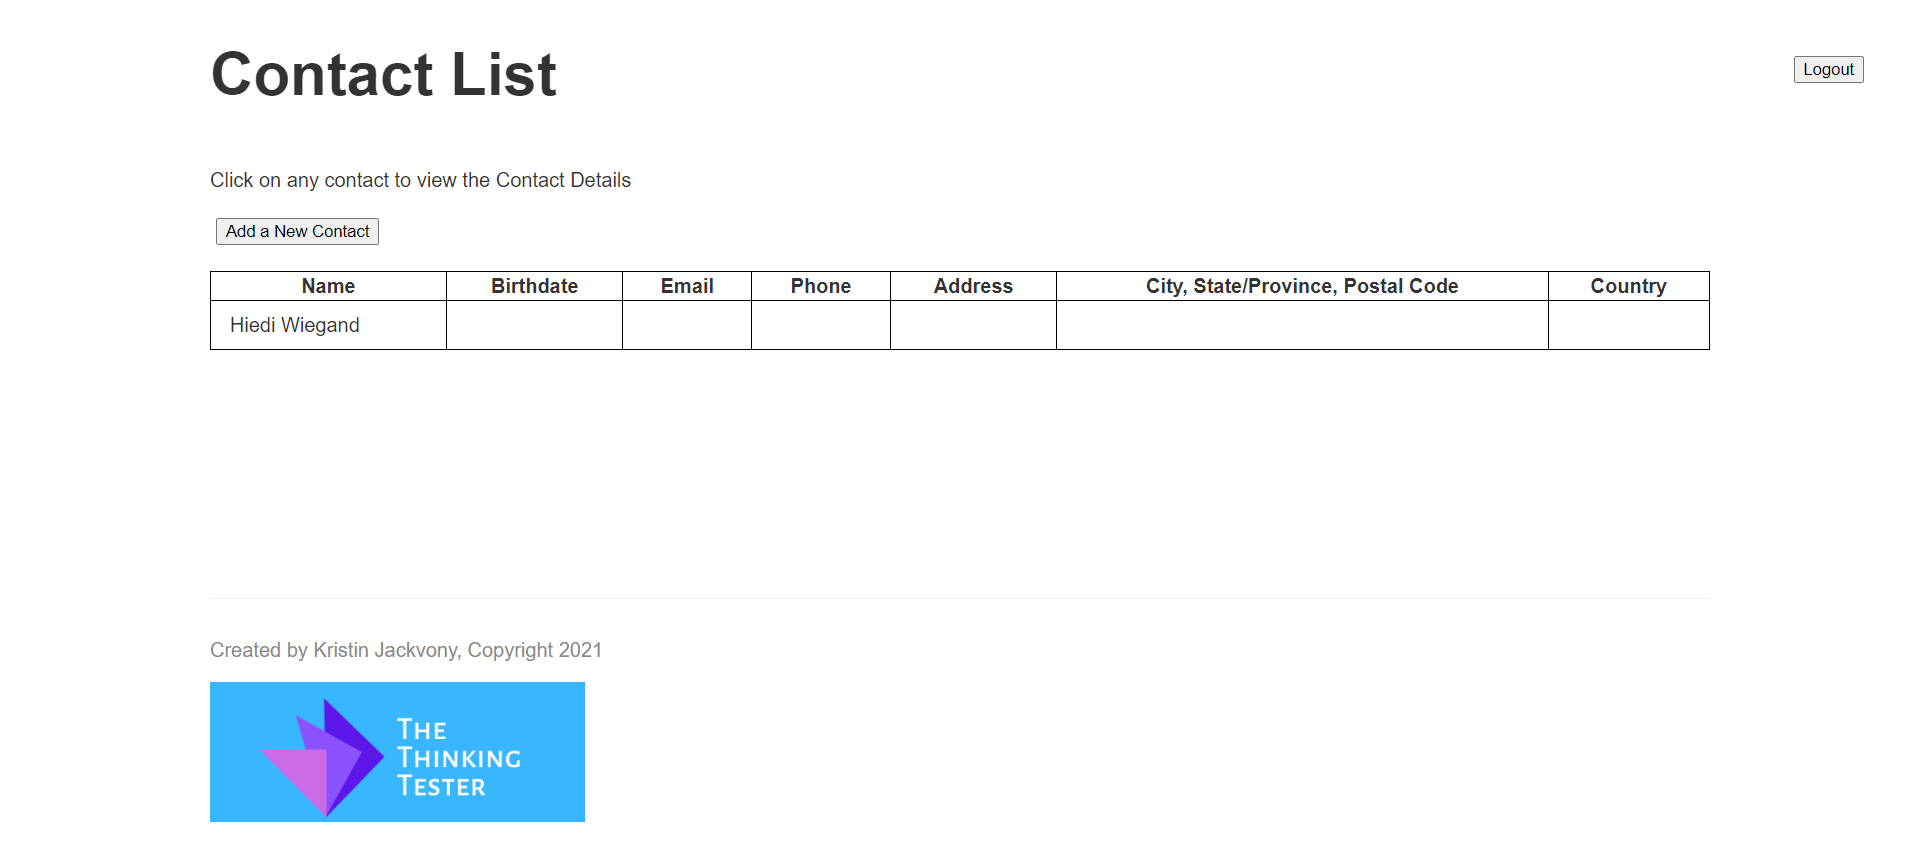 Contact List
Logout
Click on any contact to view the Contact Details
Add a New Contact
Name Birthdate Email Phone Address City, State/Province, Postal Code Country
Hiedi Wiegand
Created by Kristin Jackvony, Copyright 2021
THE
THINKING
TESTER